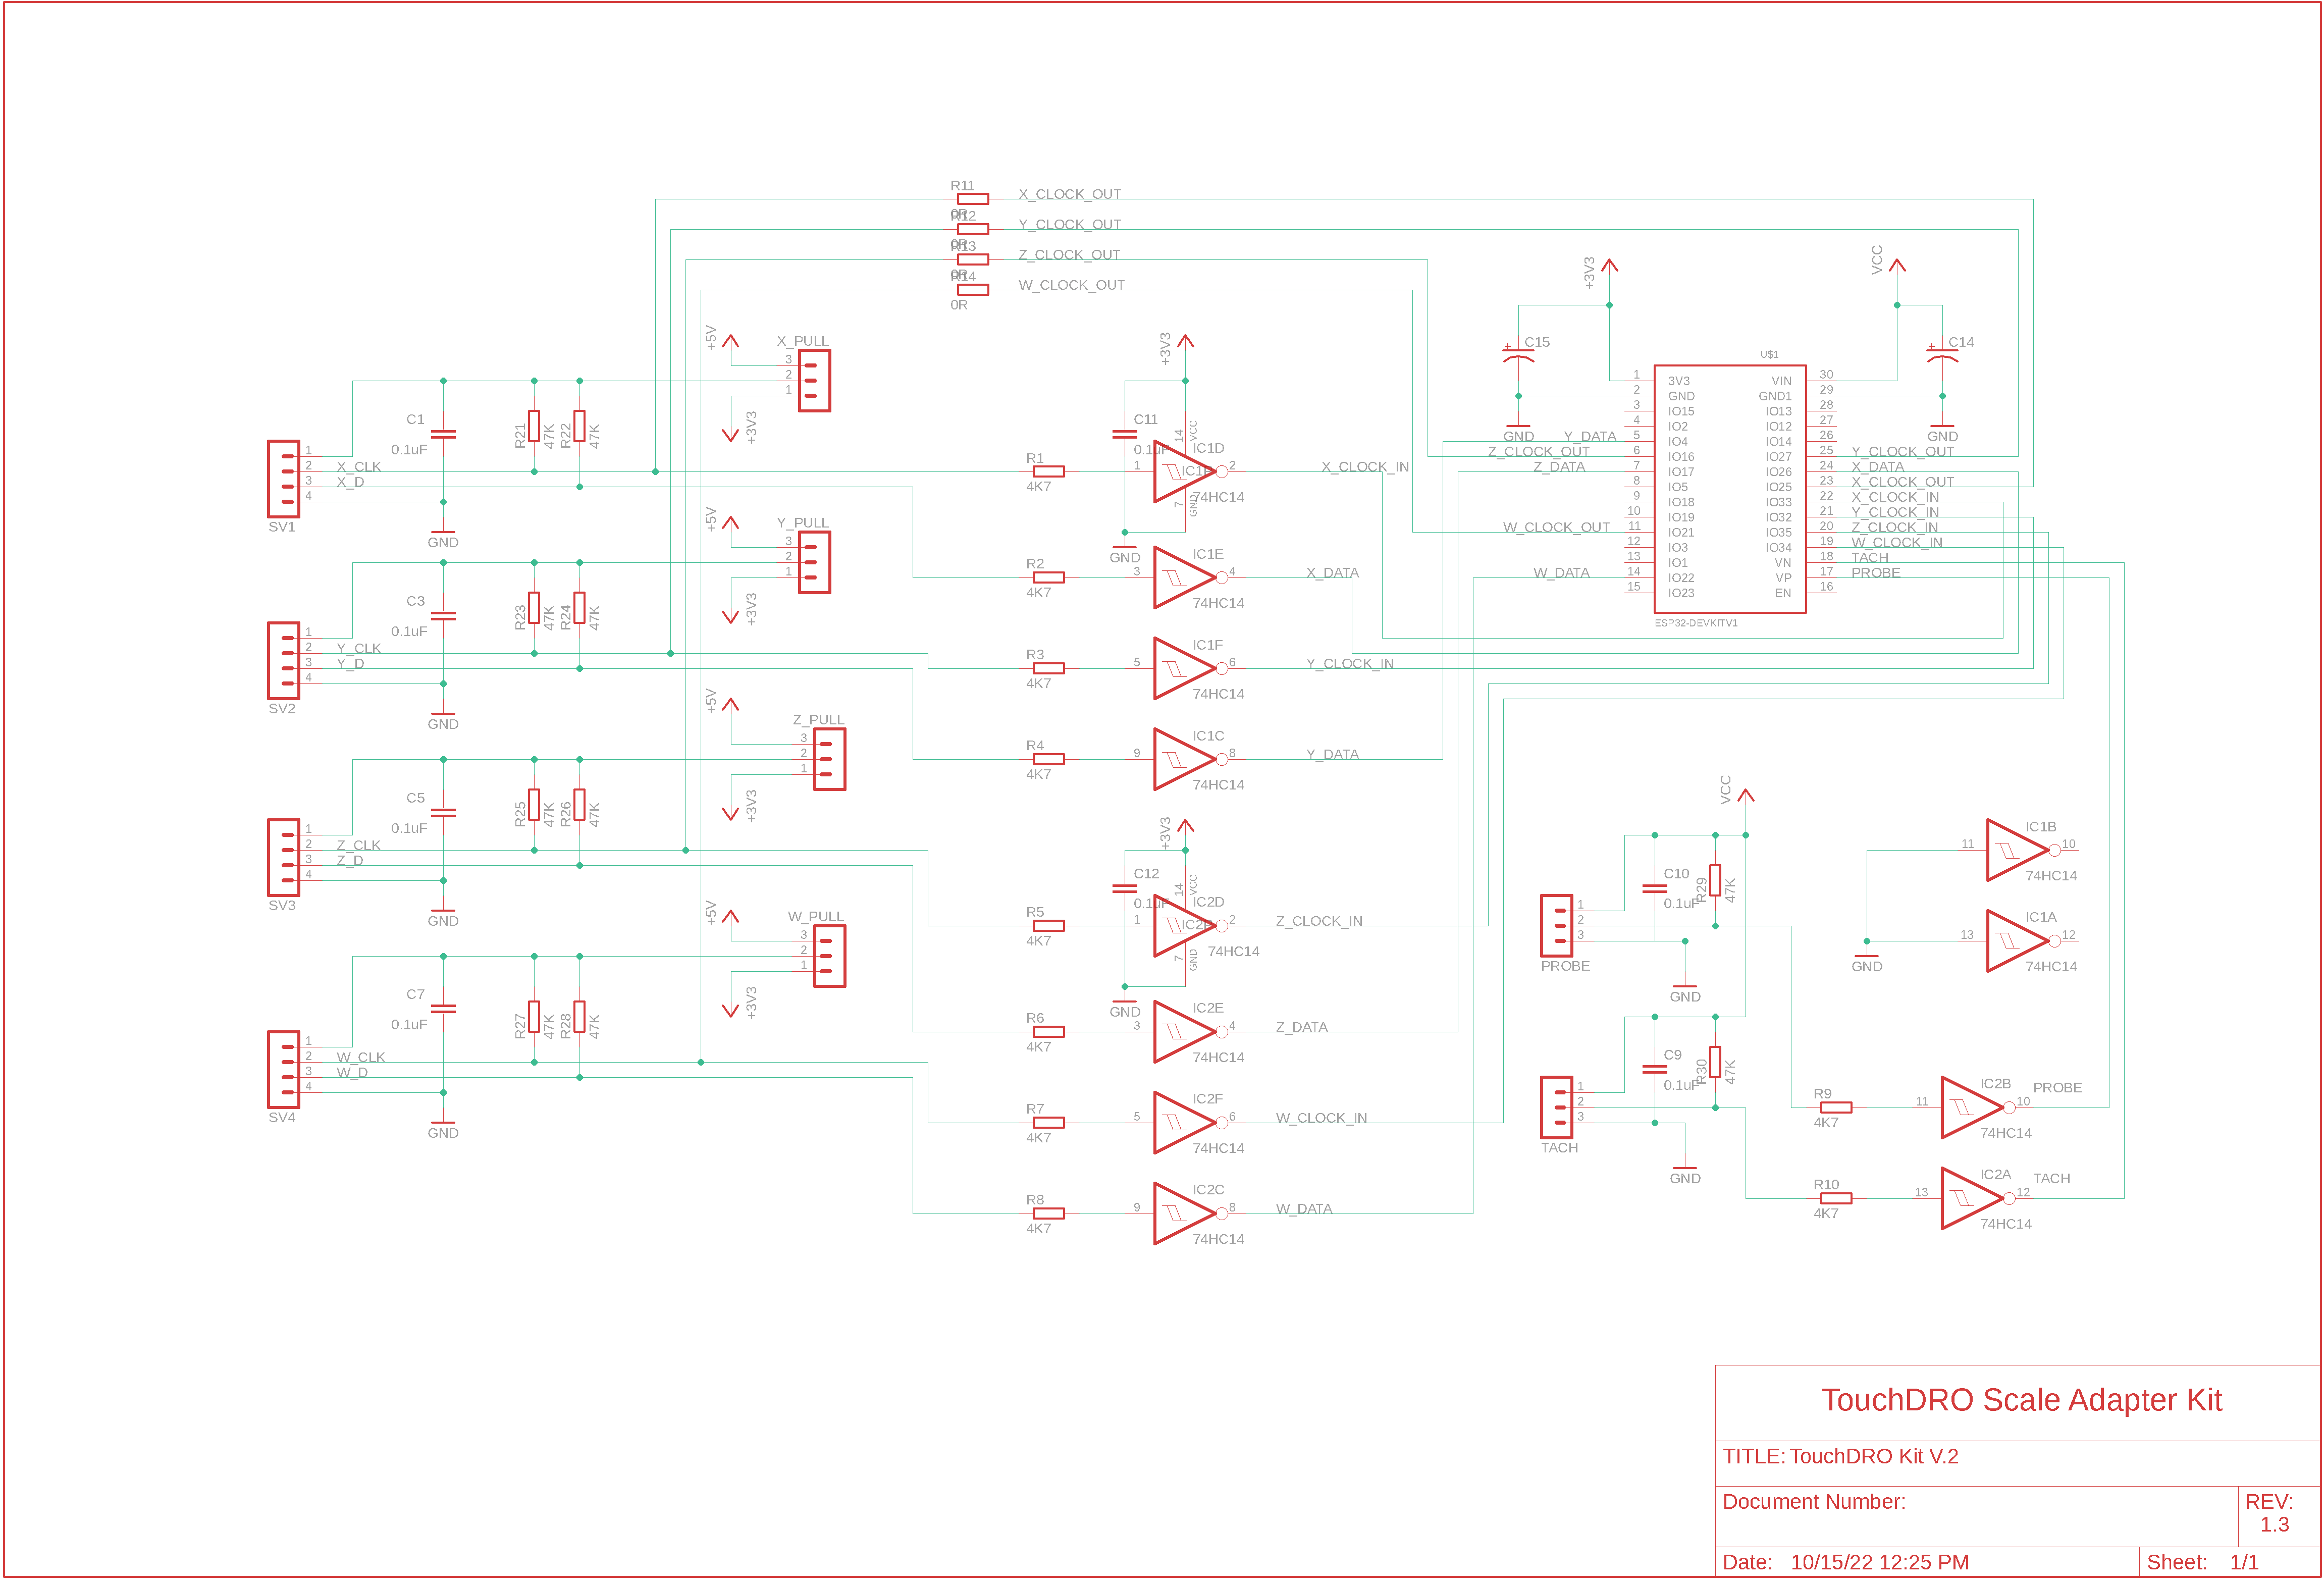 R11
X_CLOCK_OUT
0R
R12
Y_CLOCK_OUT
0R
R13
Z_CLOCK_OUT
0R
R14
W_CLOCK_OUT
0R
+5V
X_PULL
3
2
1
+3V3
C1
0.1uF
R21
47K
R22
47K
SV1
1
2
3
4
X_CLK
X_D
GND
+5V
Y_PULL
3
2
1
+3V3
C3
0.1uF
R23
47K
R24
47K
SV2
1
2
3
4
Y_CLK
Y_D
GND
+5V
Z_PULL
3
2
1
+3V3
C5
0.1uF
R25
47K
R26
47K
SV3
1
2
3
4
Z_CLK
Z_D
GND
+5V
W_PULL
3
2
1
+3V3
C7
0.1uF
R27
47K
R28
47K
SV4
1
2
3
4
W_CLK
W_D
GND
+3V3
C11
0.1uF
14
VCC
7
GND
GND
R1
4K7
1
IC1D
2
74HC14
X_CLOCK_IN
R2
4K7
3
IC1E
4
74HC14
X_DATA
R3
4K7
5
IC1F
6
74HC14
Y_CLOCK_IN
R4
4K7
9
IC1C
8
74HC14
Y_DATA
+3V3
C12
0.1uF
14
VCC
7
GND
GND
R5
4K7
1
IC2D
2
74HC14
Z_CLOCK_IN
R6
4K7
3
IC2E
4
74HC14
Z_DATA
R7
4K7
5
IC2F
6
74HC14
W_CLOCK_IN
R8
4K7
9
IC2C
8
74HC14
W_DATA
+3V3
C15
GND
VCC
C14
GND
U$1
1 3V3 VIN 30
2 GND GND1 29
3 IO15 IO13 28
4 IO2 IO12 27
Y_DATA 5 IO4 IO14 26
Z_CLOCK_OUT 6 IO16 IO27 25 Y_CLOCK_OUT
Z_DATA 7 IO17 IO26 24 X_DATA
8 IO5 IO25 23 X_CLOCK_OUT
9 IO18 IO33 22 X_CLOCK_IN
10 IO19 IO32 21 Y_CLOCK_IN
W_CLOCK_OUT 11 IO21 IO35 20 Z_CLOCK_IN
12 IO3 IO34 19 W_CLOCK_IN
13 IO1 VN 18 TACH
W_DATA 14 IO22 VP 17 PROBE
15 IO23 EN 16
ESP32-DEVKITV1
VCC
C10
0.1uF
R29
47K
1
2
3
PROBE
GND
C9
0.1uF
R30
47K
1
2
3
TACH
GND
11
IC1B
10
74HC14
13
IC1A
12
74HC14
GND
R9
4K7
11
IC2B
10
74HC14
PROBE
R10
4K7
13
IC2A
12
74HC14
TACH
TouchDRO Scale Adapter Kit
TITLE: TouchDRO Kit V.2
Document Number:
REV:
1.3
Date: 10/15/22 12:25 PM
Sheet: 1/1